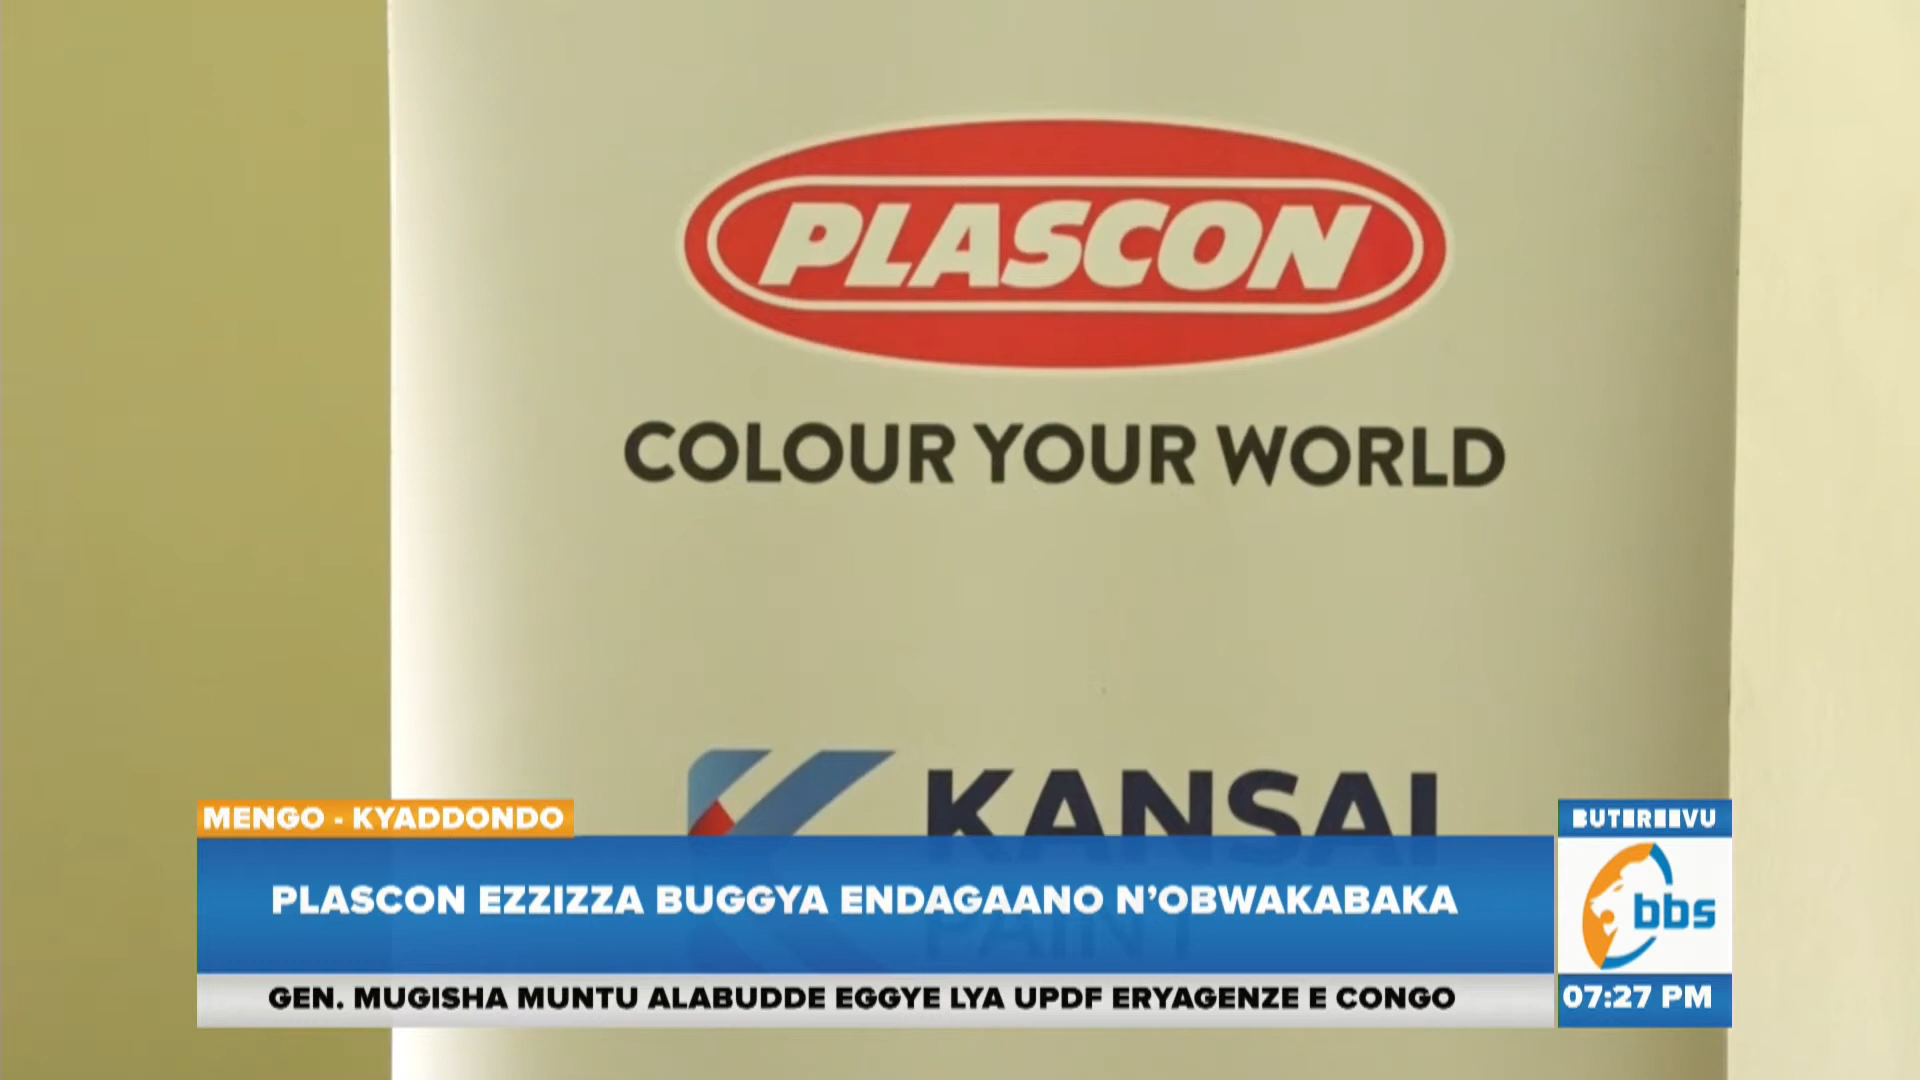 PLASCON
COLOUR YOUR WORLD
KANSAI
PAINT
MENGO - KYADDONDO
PLASCON EZZIZZA BUGGYA ENDAGAANO N'OBWAKABAKA
GEN. MUGISHA MUNTU ALABUDDE EGGYE LYA UPDF ERYAGENZE E CONGO
BUTEREEVU
bbs
07:27 PM